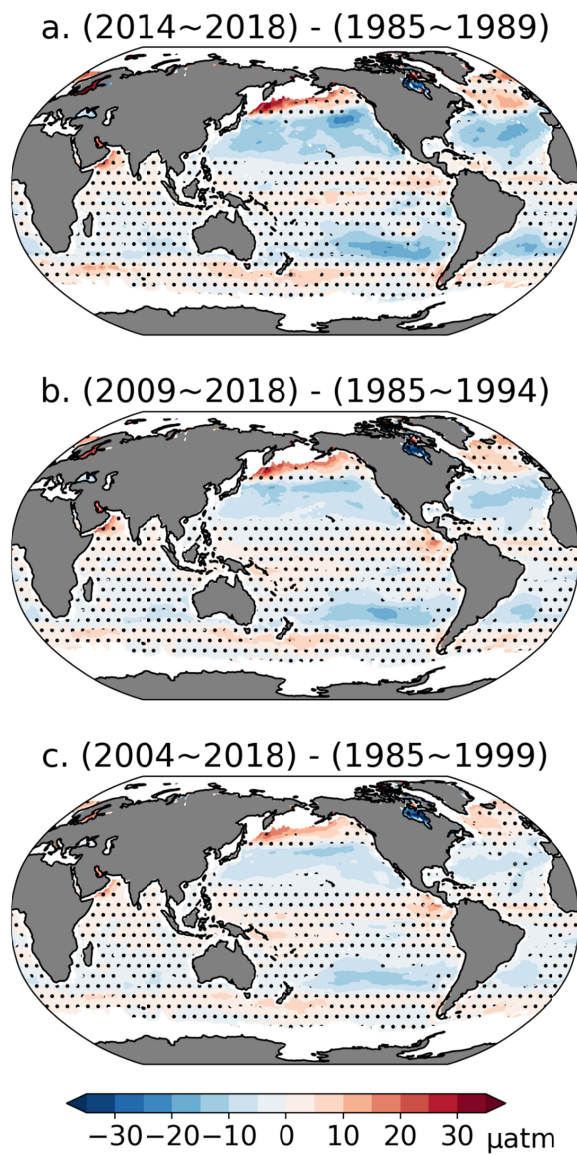 a. (2014~2018) - (1985~1989)
b. (2009~2018) - (1985~1994)
c. (2004~2018) - (1985~1999)
−30 −20 −10 0 10 20 30 μatm